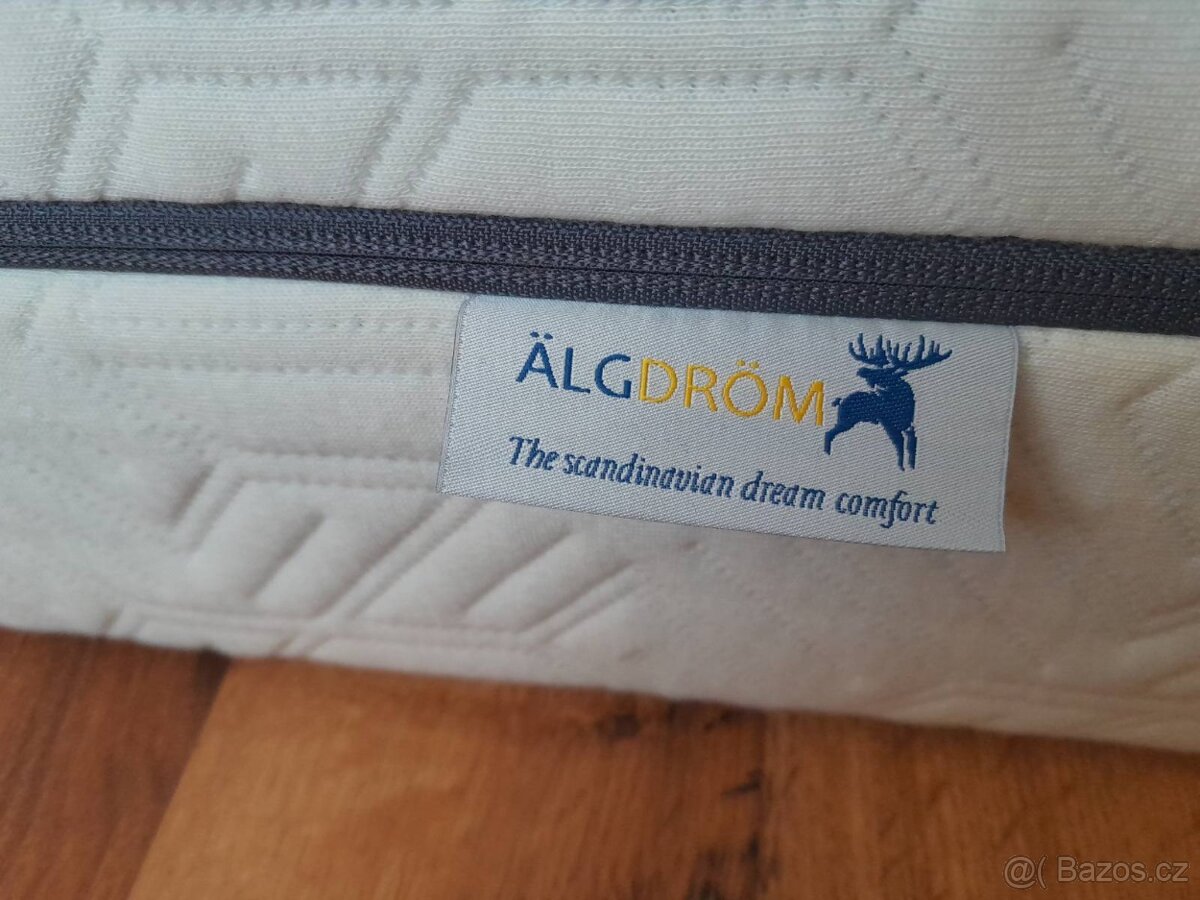 ÄLGDRÖM
The scandinavian dream comfort
@( Bazos.cz